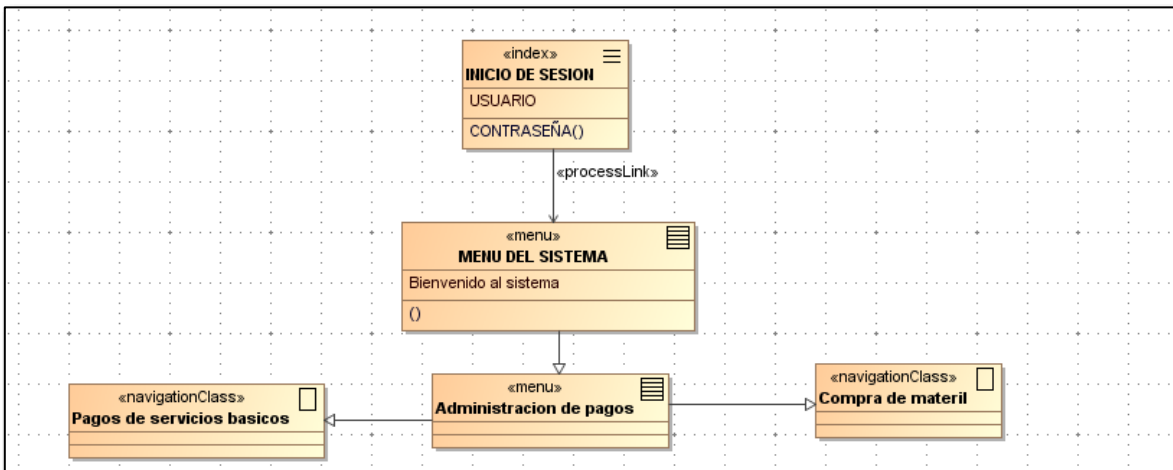 «index»
INICIO DE SESION
USUARIO
CONTRASEÑA()
«processLink»
«menu»
MENU DEL SISTEMA
Bienvenido al sistema
()
«navigationClass»
Pagos de servicios basicos
«menu»
Administracion de pagos
«navigationClass»
Compra de materil